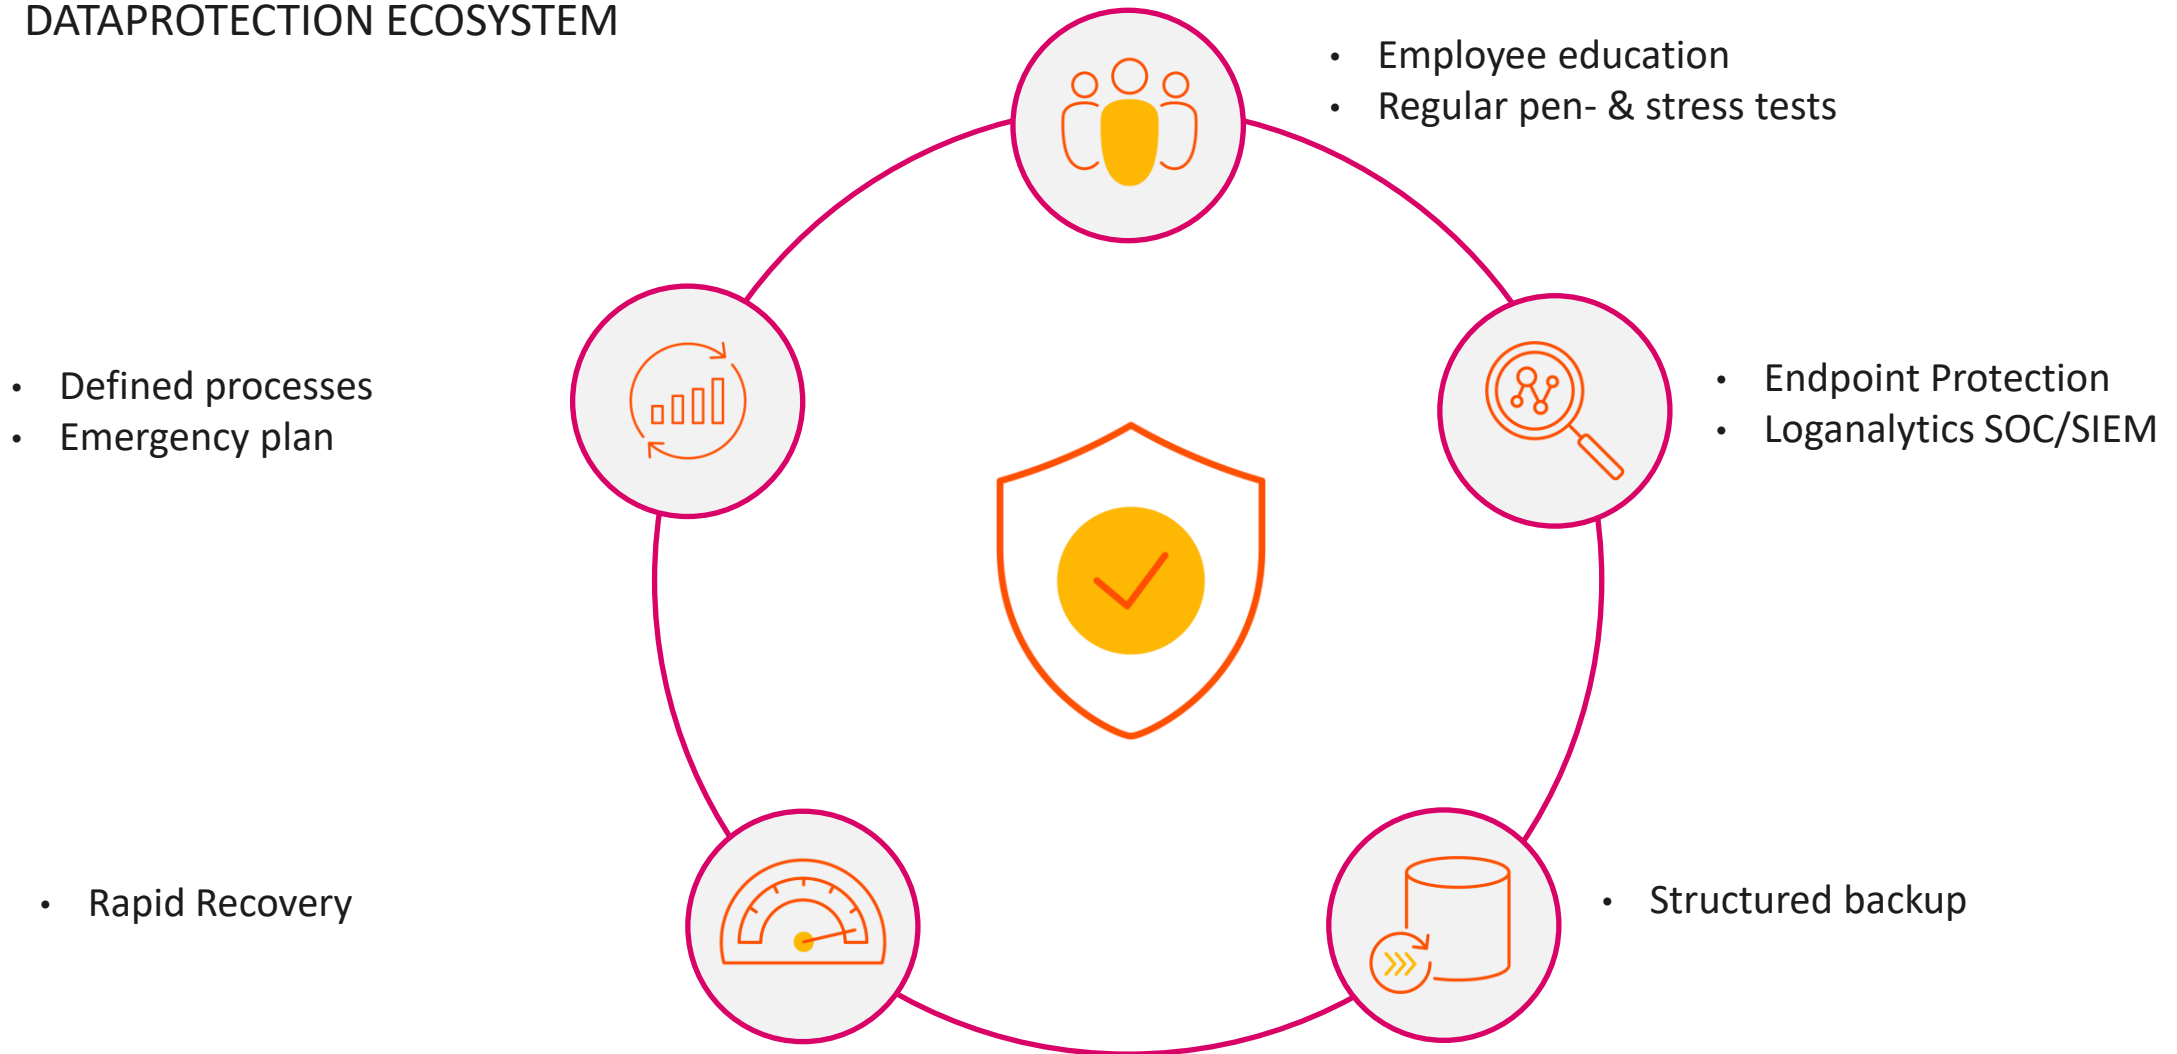 DATAPROTECTION ECOSYSTEM
• Employee education
• Regular pen- & stress tests
• Defined processes
• Emergency plan
• Endpoint Protection
• Loganalytics SOC/SIEM
• Rapid Recovery
• Structured backup